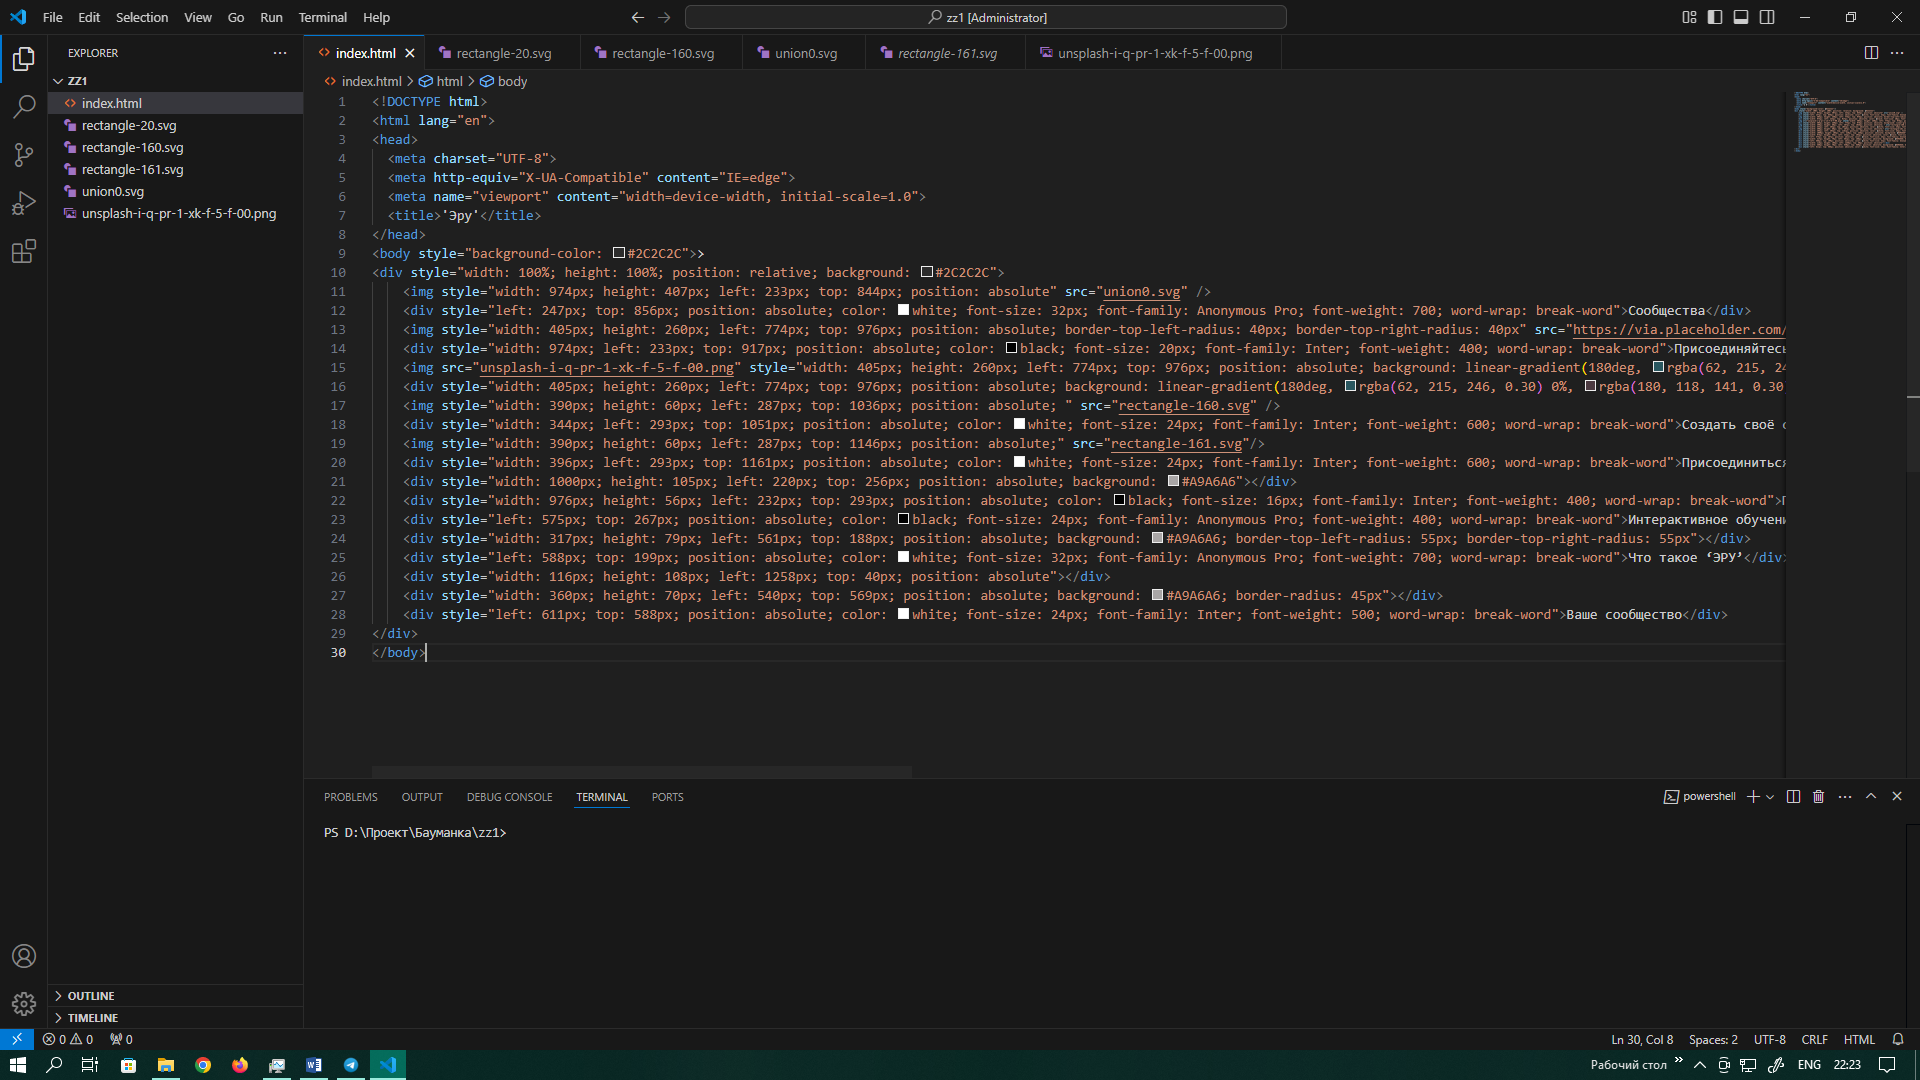 File Edit Selection View Go Run Terminal Help
zz1 [Administrator]
EXPLORER
index.html
rectangle-20.svg
rectangle-160.svg
union0.svg
rectangle-161.svg
unsplash-i-q-pr-1-xk-f-5-f-00.png
ZZ1
index.html
rectangle-20.svg
rectangle-160.svg
rectangle-161.svg
union0.svg
unsplash-i-q-pr-1-xk-f-5-f-00.png
index.html > html > body
1 <!DOCTYPE html>
2 <html lang="en">
3 <head>
4 <meta charset="UTF-8">
5 <meta http-equiv="X-UA-Compatible" content="IE=edge">
6 <meta name="viewport" content="width=device-width, initial-scale=1.0">
7 <title>'Эру'</title>
8 </head>
9 <body style="background-color: #2C2C2C">>
10 <div style="width: 100%; height: 100%; position: relative; background: #2C2C2C">
11 <img style="width: 974px; height: 407px; left: 233px; top: 844px; position: absolute" src="union0.svg" />
12 <div style="left: 247px; top: 856px; position: absolute; color: white; font-size: 32px; font-family: Anonymous Pro; font-weight: 700; word-wrap: break-word">Сообщества</div>
13 <img style="width: 405px; height: 260px; left: 774px; top: 976px; position: absolute; border-top-left-radius: 40px; border-top-right-radius: 40px" src="https://via.placeholder.com/
14 <div style="width: 974px; left: 233px; top: 917px; position: absolute; color: black; font-size: 20px; font-family: Inter; font-weight: 400; word-wrap: break-word">Присоединяйтесь
15 <img src="unsplash-i-q-pr-1-xk-f-5-f-00.png" style="width: 405px; height: 260px; left: 774px; top: 976px; position: absolute; background: linear-gradient(180deg, rgba(62, 215, 24
16 <div style="width: 405px; height: 260px; left: 774px; top: 976px; position: absolute; background: linear-gradient(180deg, rgba(62, 215, 246, 0.30) 0%, rgba(180, 118, 141, 0.30
17 <img style="width: 390px; height: 60px; left: 287px; top: 1036px; position: absolute; " src="rectangle-160.svg" />
18 <div style="width: 344px; left: 293px; top: 1051px; position: absolute; color: white; font-size: 24px; font-family: Inter; font-weight: 600; word-wrap: break-word">Создать своё с
19 <img style="width: 390px; height: 60px; left: 287px; top: 1146px; position: absolute;" src="rectangle-161.svg"/>
20 <div style="width: 396px; left: 293px; top: 1161px; position: absolute; color: white; font-size: 24px; font-family: Inter; font-weight: 600; word-wrap: break-word">Присоединиться
21 <div style="width: 1000px; height: 105px; left: 220px; top: 256px; position: absolute; background: #A9A6A6"></div>
22 <div style="width: 976px; height: 56px; left: 232px; top: 293px; position: absolute; color: black; font-size: 16px; font-family: Inter; font-weight: 400; word-wrap: break-word">
23 <div style="left: 575px; top: 267px; position: absolute; color: black; font-size: 24px; font-family: Anonymous Pro; font-weight: 400; word-wrap: break-word">Интерактивное обучени
24 <div style="width: 317px; height: 79px; left: 561px; top: 188px; position: absolute; background: #A9A6A6; border-top-left-radius: 55px; border-top-right-radius: 55px"></div>
25 <div style="left: 588px; top: 199px; position: absolute; color: white; font-size: 32px; font-family: Anonymous Pro; font-weight: 700; word-wrap: break-word">Что такое ‘ЭРУ’</div>
26 <div style="width: 116px; height: 108px; left: 1258px; top: 40px; position: absolute"></div>
27 <div style="width: 360px; height: 70px; left: 540px; top: 569px; position: absolute; background: #A9A6A6; border-radius: 45px"></div>
28 <div style="left: 611px; top: 588px; position: absolute; color: white; font-size: 24px; font-family: Inter; font-weight: 500; word-wrap: break-word">Ваше сообщество</div>
29 </div>
30 </body>
PROBLEMS OUTPUT DEBUG CONSOLE TERMINAL PORTS
powershell
PS D:\Проект\Бауманка\zz1>
OUTLINE
TIMELINE
0 0 0
Ln 30, Col 8 Spaces: 2 UTF-8 CRLF HTML
Рабочий стол ENG 22:23